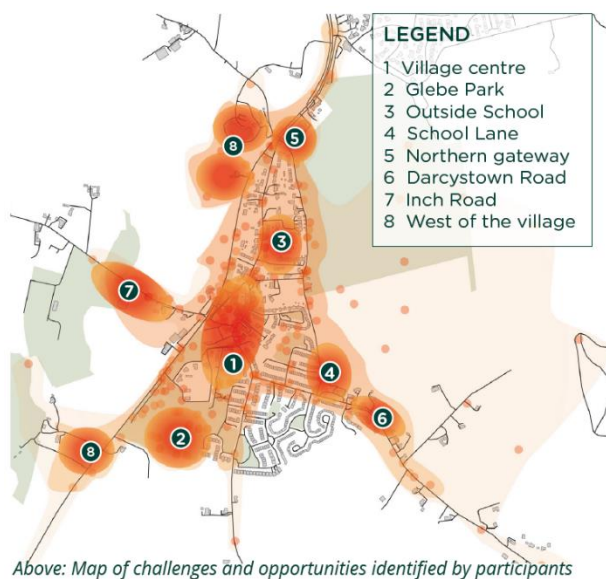 LEGEND
1 Village centre
2 Glebe Park
3 Outside School
4 School Lane
5 Northern gateway
6 Darcystown Road
7 Inch Road
8 West of the village
8
5
3
7
1
4
6
2
8
Above: Map of challenges and opportunities identified by participants